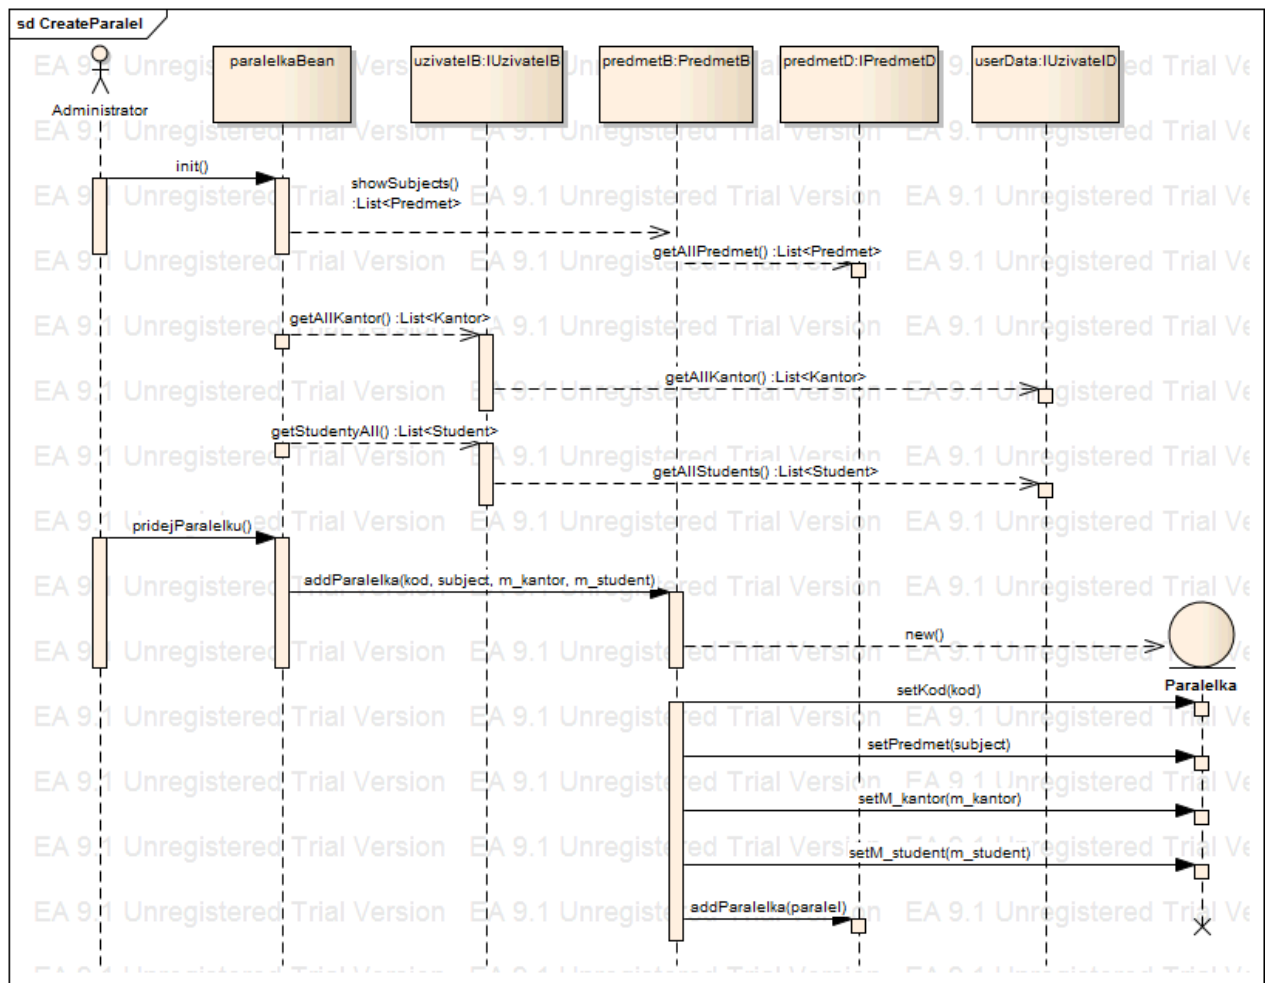 sd CreateParalel
Administrator
paralelkaBean
uzivatelB:IUzivatelB
predmetB:PredmetB
predmetD:IPredmetD
userData:IUzivatelD
init()
showSubjects()
:List<Predmet>
getAllPredmet() :List<Predmet>
getAllKantor() :List<Kantor>
getAllKantor() :List<Kantor>
getStudentyAll() :List<Student>
getAllStudents() :List<Student>
pridejParalelku()
addParalelka(kod, subject, m_kantor, m_student)
new()
Paralelka
setKod(kod)
setPredmet(subject)
setM_kantor(m_kantor)
setM_student(m_student)
addParalelka(paralel)
EA 9.1 Unregistered Trial Version